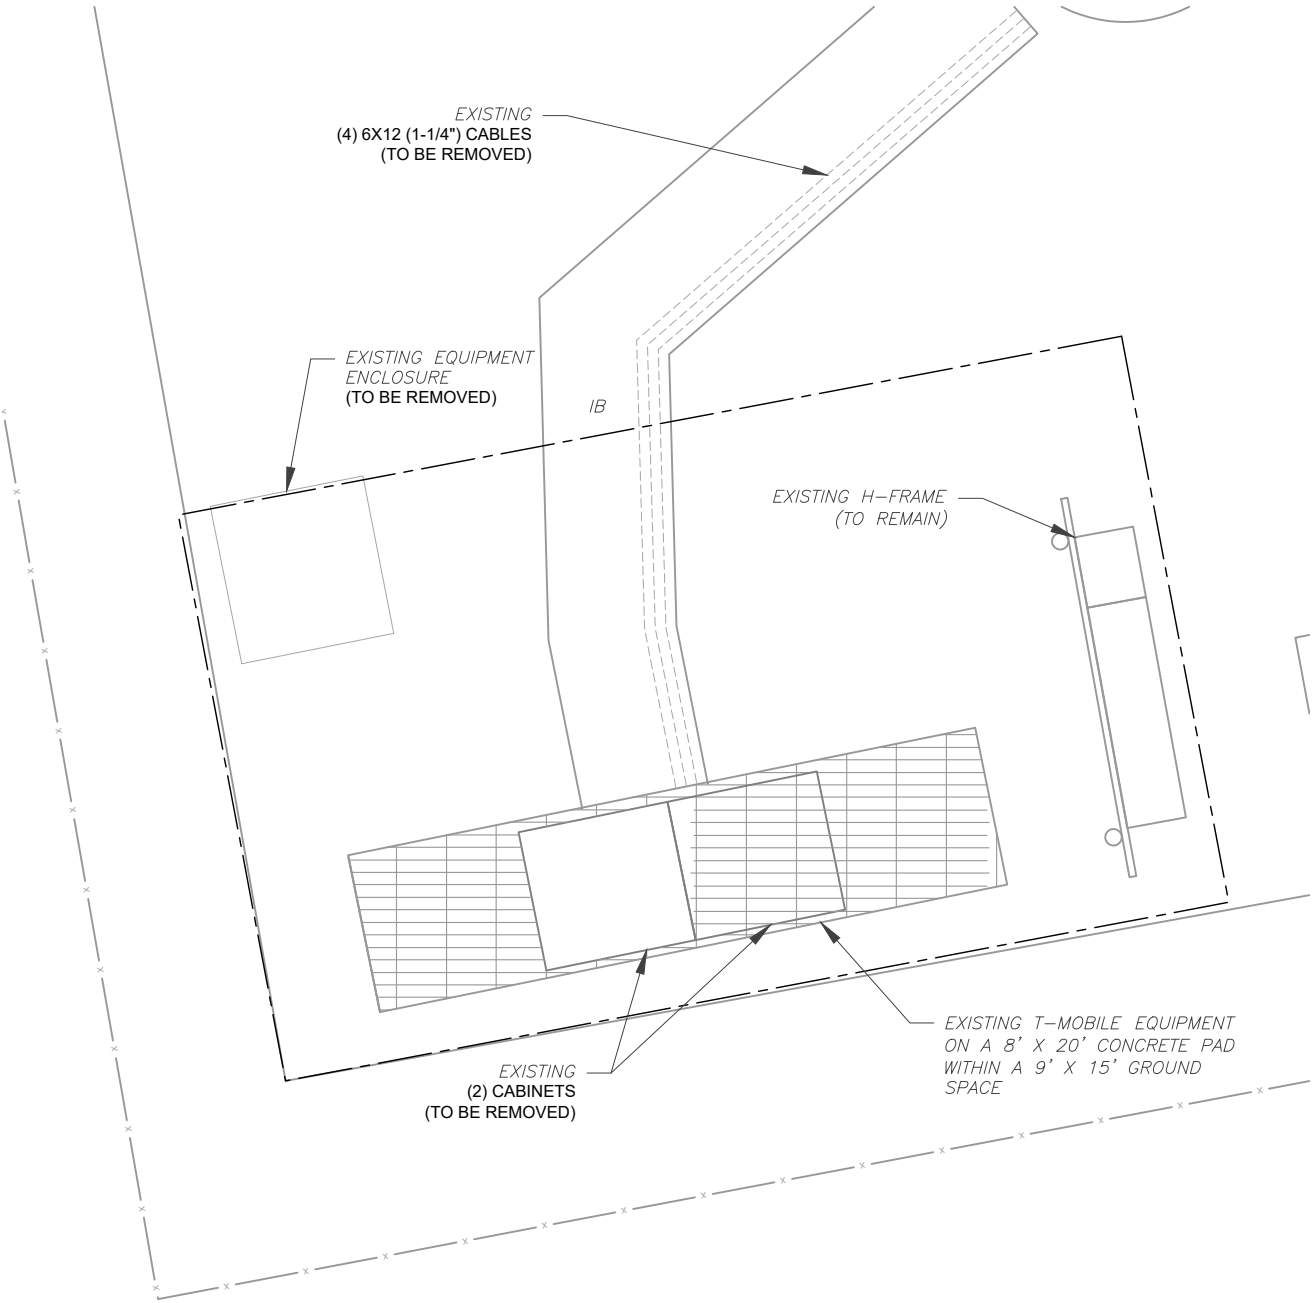 EXISTING
(4) 6X12 (1-1/4") CABLES
(TO BE REMOVED)
EXISTING EQUIPMENT
ENCLOSURE
(TO BE REMOVED)
IB
EXISTING H-FRAME
(TO REMAIN)
EXISTING T-MOBILE EQUIPMENT
ON A 8' X 20' CONCRETE PAD
WITHIN A 9' X 15' GROUND
SPACE
EXISTING
(2) CABINETS
(TO BE REMOVED)